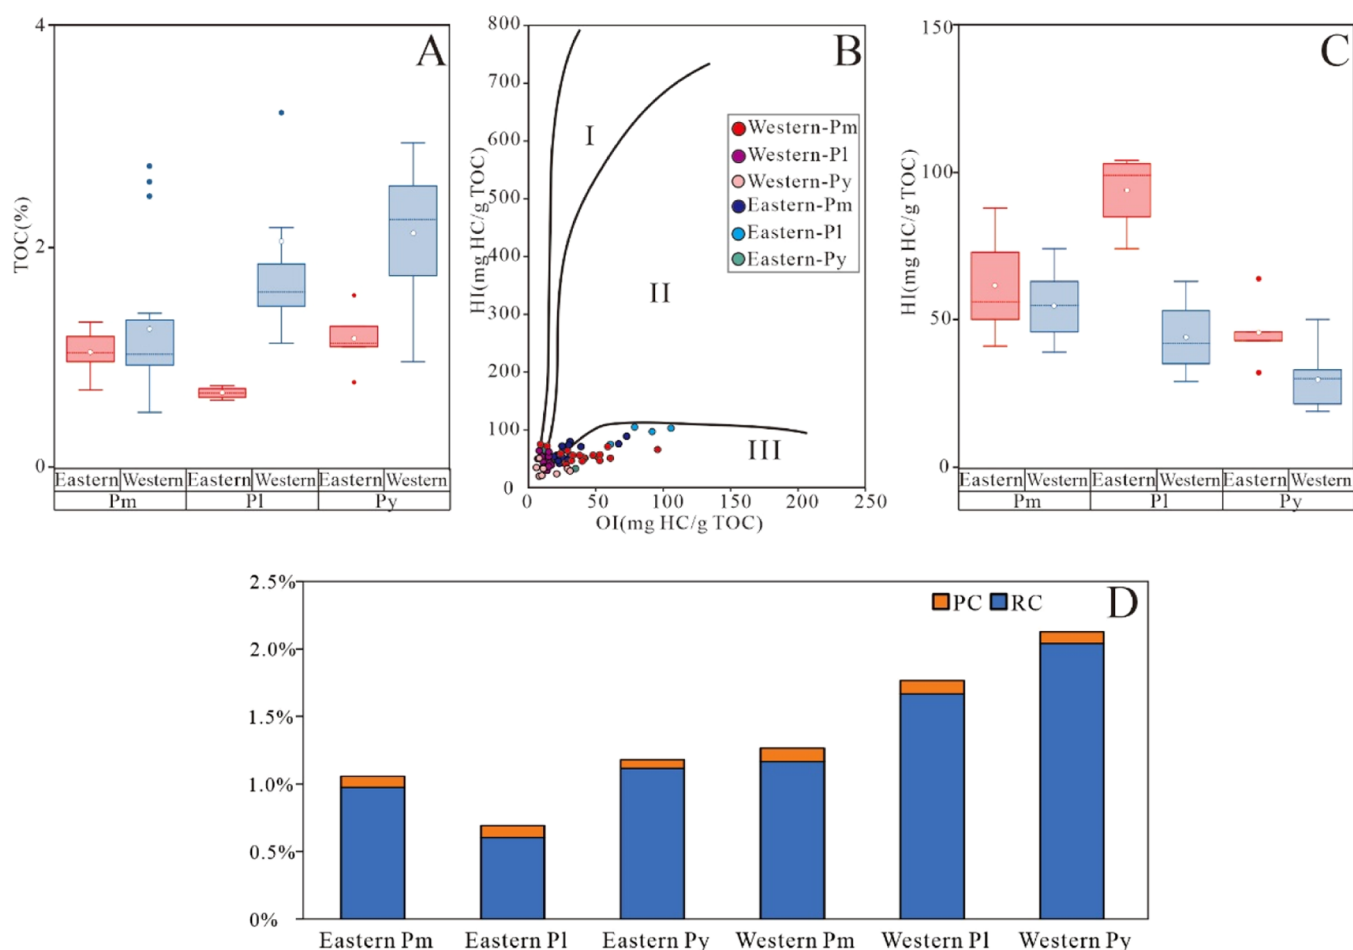 A
4
2
0
TOC(%)
Eastern Western Eastern Western Eastern Western
Pm Pl Py
B
800
700
600
500
400
300
200
100
0
HI(mg HC/g TOC)
I
II
III
Western-Pm
Western-Pl
Western-Py
Eastern-Pm
Eastern-Pl
Eastern-Py
0 50 100 150 200 250
OI(mg HC/g TOC)
C
150
100
50
0
HI(mg HC/g TOC)
Eastern Western Eastern Western Eastern Western
Pm Pl Py
D
PC RC
2.5%
2.0%
1.5%
1.0%
0.5%
0%
Eastern Pm Eastern Pl Eastern Py Western Pm Western Pl Western Py